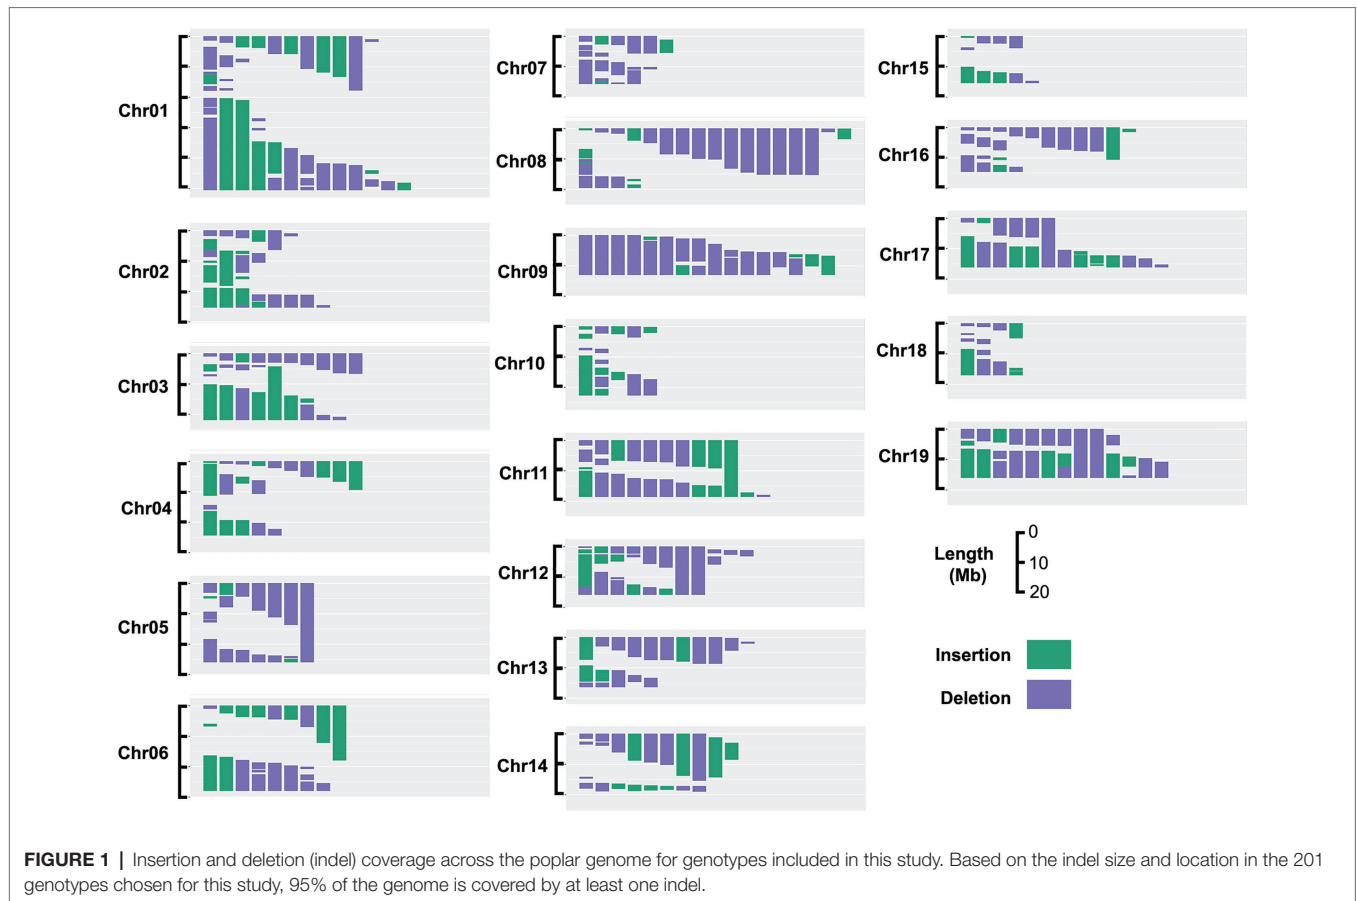 Chr01
Chr02
Chr03
Chr04
Chr05
Chr06
Chr07
Chr08
Chr09
Chr10
Chr11
Chr12
Chr13
Chr14
Chr15
Chr16
Chr17
Chr18
Chr19
Length
(Mb)
0
10
20
Insertion
Deletion
FIGURE 1 | Insertion and deletion (indel) coverage across the poplar genome for genotypes included in this study. Based on the indel size and location in the 201
genotypes chosen for this study, 95% of the genome is covered by at least one indel.